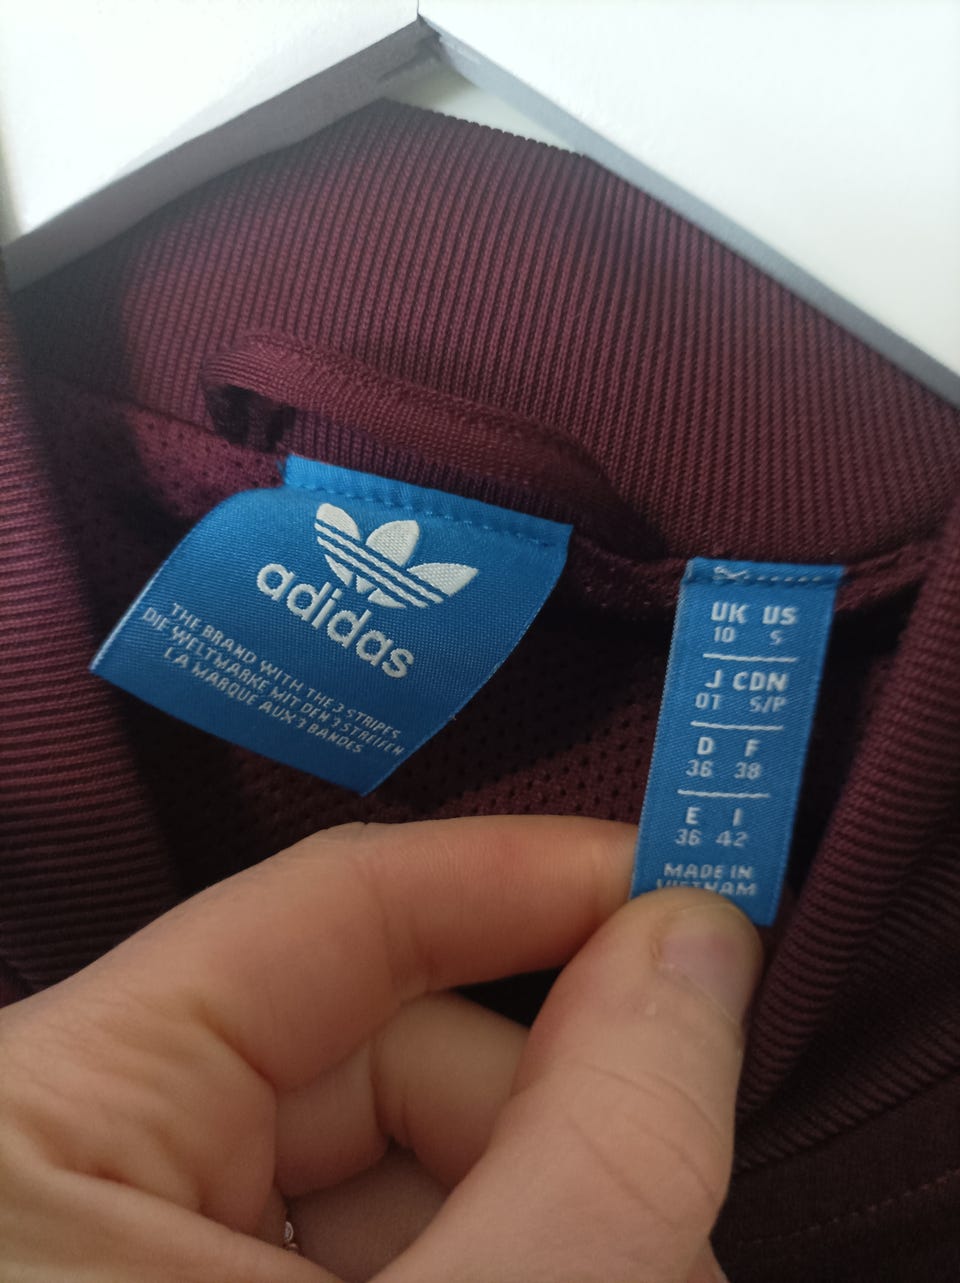 adidas
THE BRAND WITH THE 3 STRIPES
DIE WELTMARKE MIT DEN 3 STREIFEN
LA MARQUE AUX 3 BANDES
UK US
10 S
J CDN
OT S/P
D F
36 38
E I
36 42
MADE IN
VIETNAM